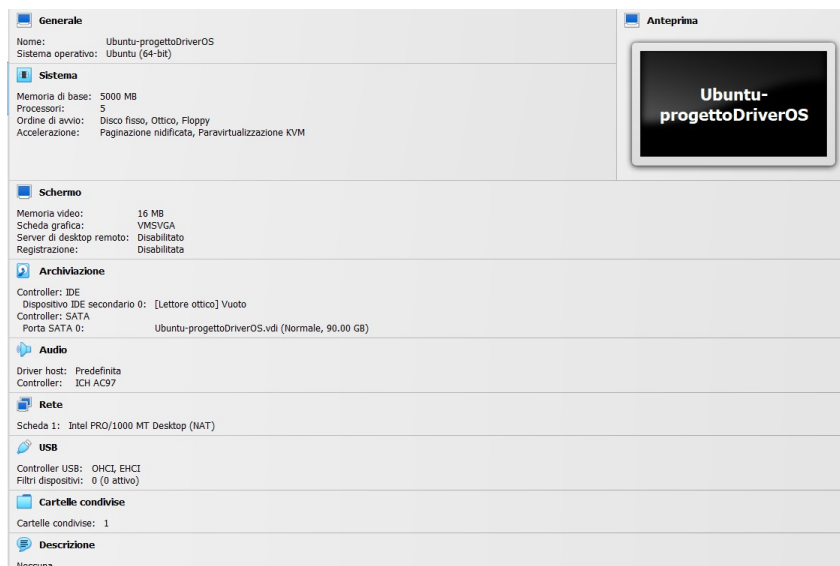 Generale
Nome: Ubuntu-progettoDriverOS
Sistema operativo: Ubuntu (64-bit)
Anteprima
Ubuntu-
progettoDriverOS
Sistema
Memoria di base: 5000 MB
Processori: 5
Ordine di avvio: Disco fisso, Ottico, Floppy
Accelerazione: Paginazione nidificata, Paravirtualizzazione KVM
Schermo
Memoria video: 16 MB
Scheda grafica: VMSVGA
Server di desktop remoto: Disabilitato
Registrazione: Disabilitata
Archiviazione
Controller: IDE
Dispositivo IDE secondario 0: [Lettore ottico] Vuoto
Controller: SATA
Porta SATA 0: Ubuntu-progettoDriverOS.vdi (Normale, 90.00 GB)
Audio
Driver host: Predefinita
Controller: ICH AC97
Rete
Scheda 1: Intel PRO/1000 MT Desktop (NAT)
USB
Controller USB: OHCI, EHCI
Filtri dispositivi: 0 (0 attivo)
Cartelle condivise
Cartelle condivise: 1
Descrizione
Nessuna